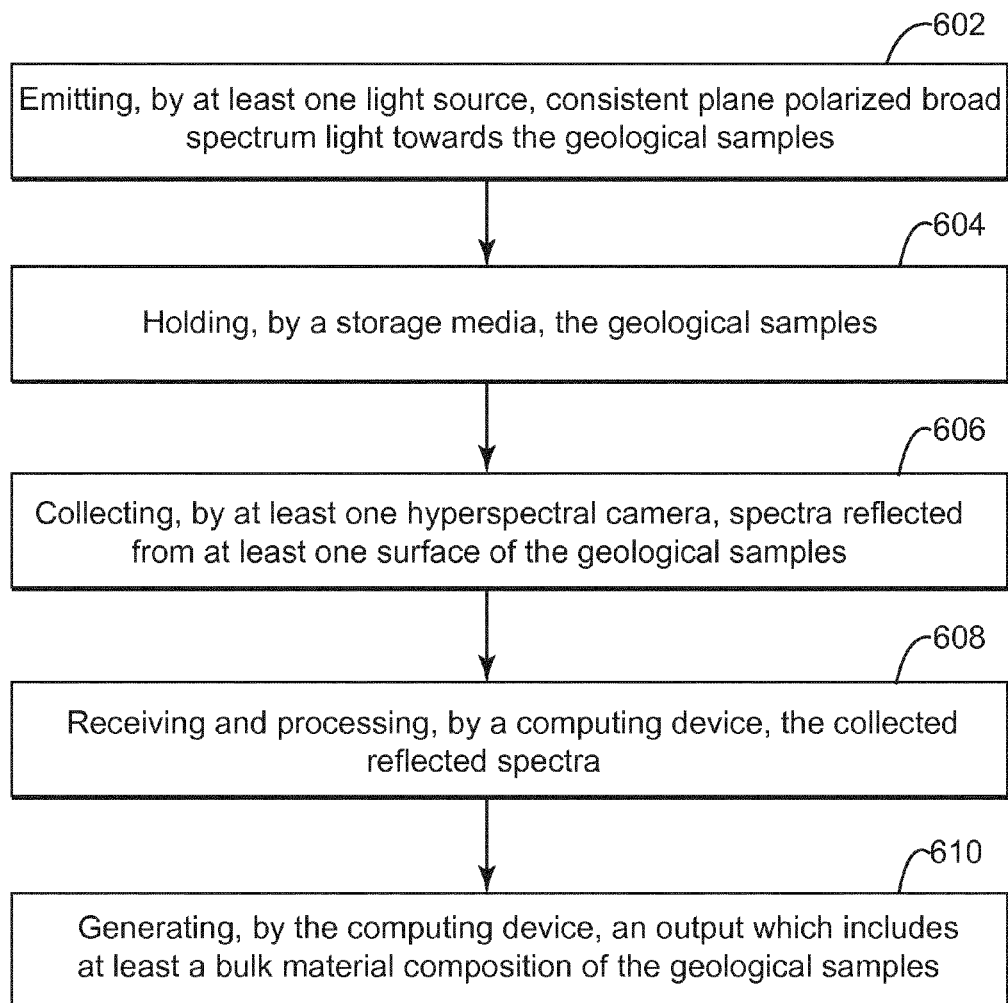 602
Emitting, by at least one light source, consistent plane polarized broad
spectrum light towards the geological samples
604
Holding, by a storage media, the geological samples
606
Collecting, by at least one hyperspectral camera, spectra reflected
from at least one surface of the geological samples
608
Receiving and processing, by a computing device, the collected
reflected spectra
610
Generating, by the computing device, an output which includes
at least a bulk material composition of the geological samples